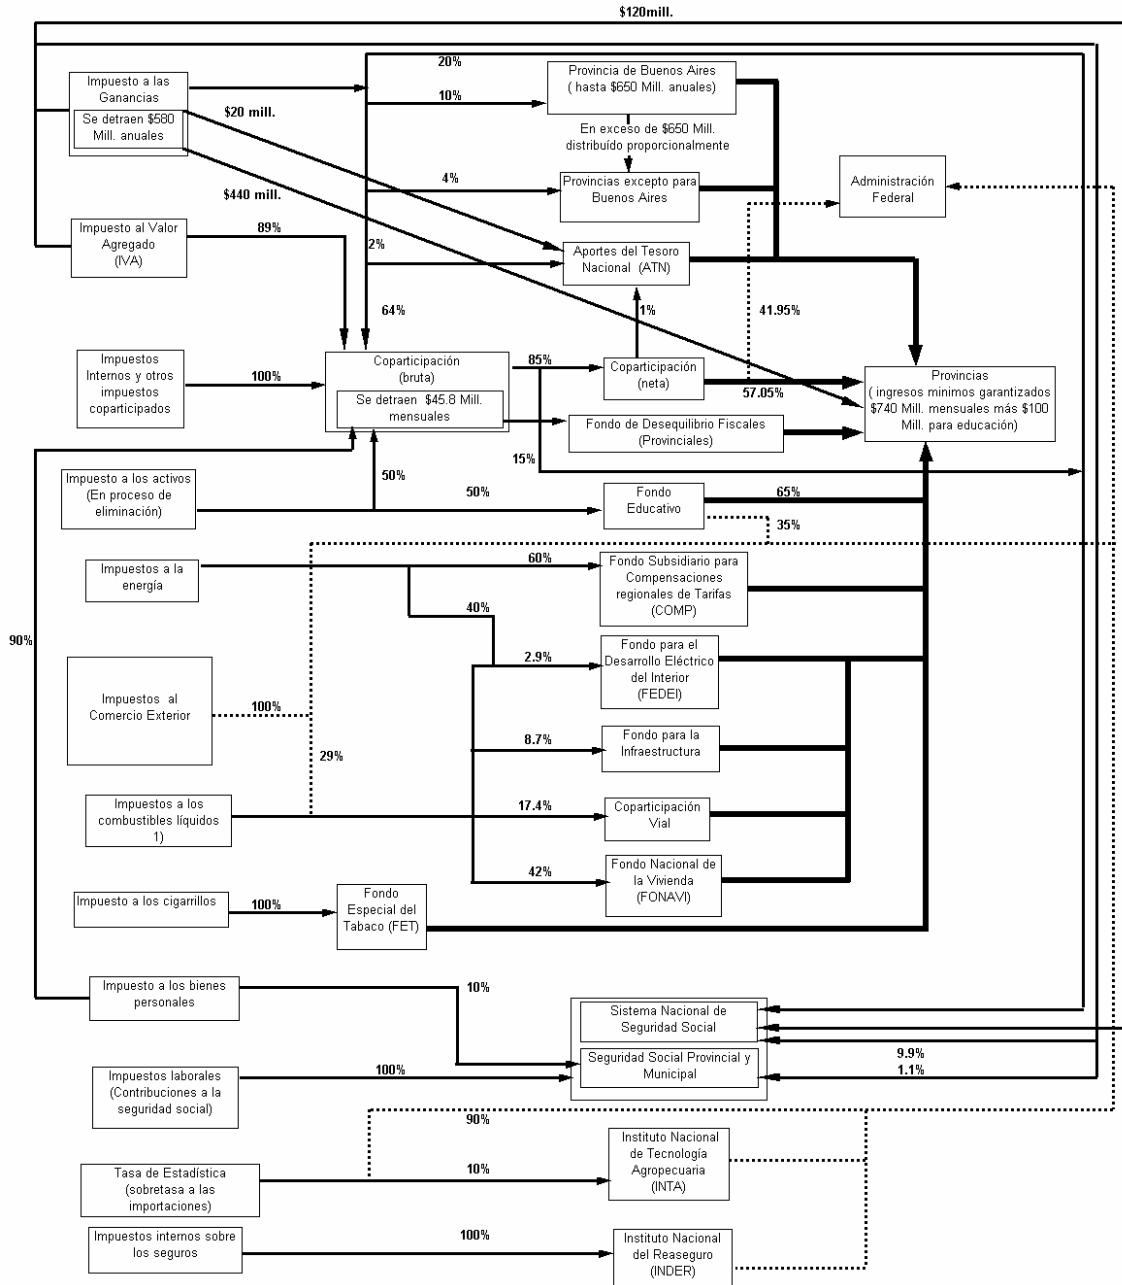 $120mill.
20%
Impuesto a las
Ganancias
Se detraen $580
Mill. anuales
10%
Provincia de Buenos Aires
( hasta $650 Mill. anuales)
$20 mill.
En exceso de $650 Mill.
distribuído proporcionalmente
$440 mill.
4%
Provincias excepto para
Buenos Aires
Administración
Federal
Impuesto al Valor
Agregado
(IVA)
89%
2%
Aportes del Tesoro
Nacional (ATN)
64%
1%
41.95%
Impuestos
Internos y otros
impuestos
coparticipados
100%
Coparticipación
(bruta)
Se detraen $45.8 Mill.
mensuales
85%
Coparticipación
(neta)
57.05%
Provincias
( ingresos minimos garantizados
$740 Mill. mensuales más $100
Mill. para educación)
Fondo de Desequilibrio Fiscales
(Provinciales)
15%
Impuesto a los activos
(En proceso de
eliminación)
50%
50%
Fondo
Educativo
65%
35%
Impuestos a la
energía
60%
Fondo Subsidiario para
Compensaciones
regionales de Tarifas
(COMP)
40%
90%
2.9%
Fondo para el
Desarrollo Eléctrico
del Interior
(FEDEI)
Impuestos al
Comercio Exterior
100%
29%
8.7%
Fondo para la
Infraestructura
Impuestos a los
combustibles líquidos
1)
17.4%
Coparticipación
Vial
42%
Fondo Nacional de
la Vivienda
(FONAVI)
Impuesto a los cigarrillos
100%
Fondo
Especial del
Tabaco (FET)
Impuesto a los bienes
personales
10%
Sistema Nacional de
Seguridad Social
9.9%
Seguridad Social Provincial y
Municipal
1.1%
Impuestos laborales
(Contribuciones a la
seguridad social)
100%
90%
Tasa de Estadística
(sobretasa a las
importaciones)
10%
Instituto Nacional
de Tecnología
Agropecuaria
(INTA)
Impuestos internos sobre
los seguros
100%
Instituto Nacional
del Reaseguro
(INDER)